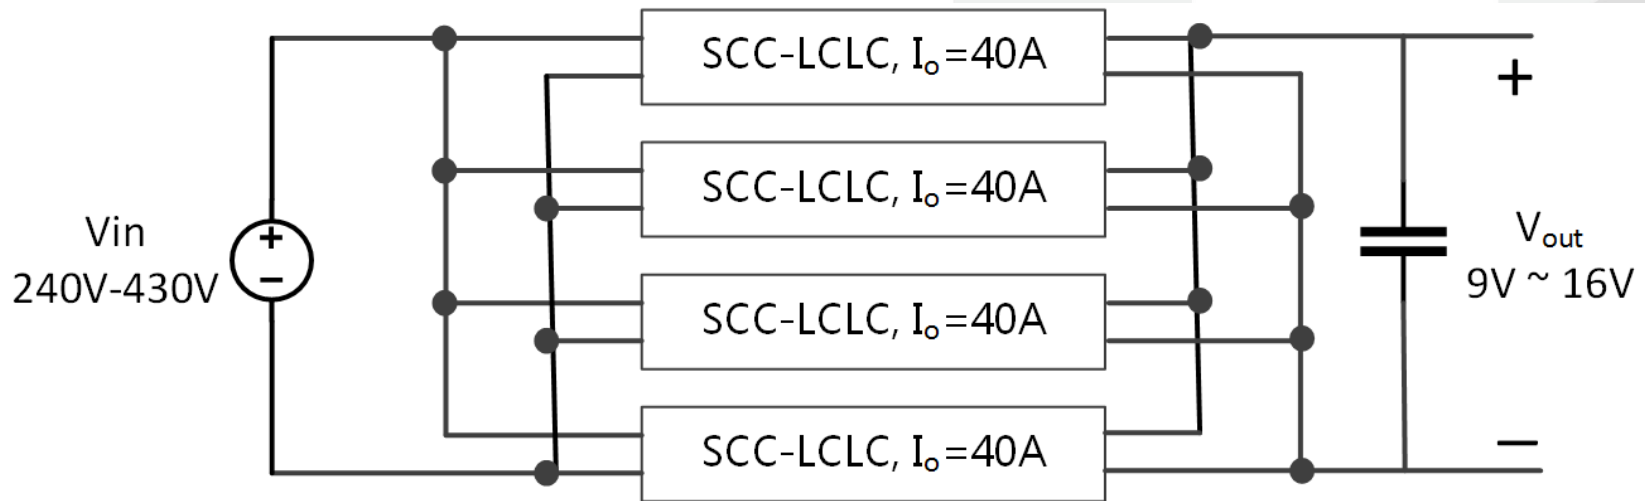 SCC-LCLC, Iₒ=40A
SCC-LCLC, Iₒ=40A
SCC-LCLC, Iₒ=40A
SCC-LCLC, Iₒ=40A
Vin
240V-430V
+
−
+
V_out
9V ~ 16V
−